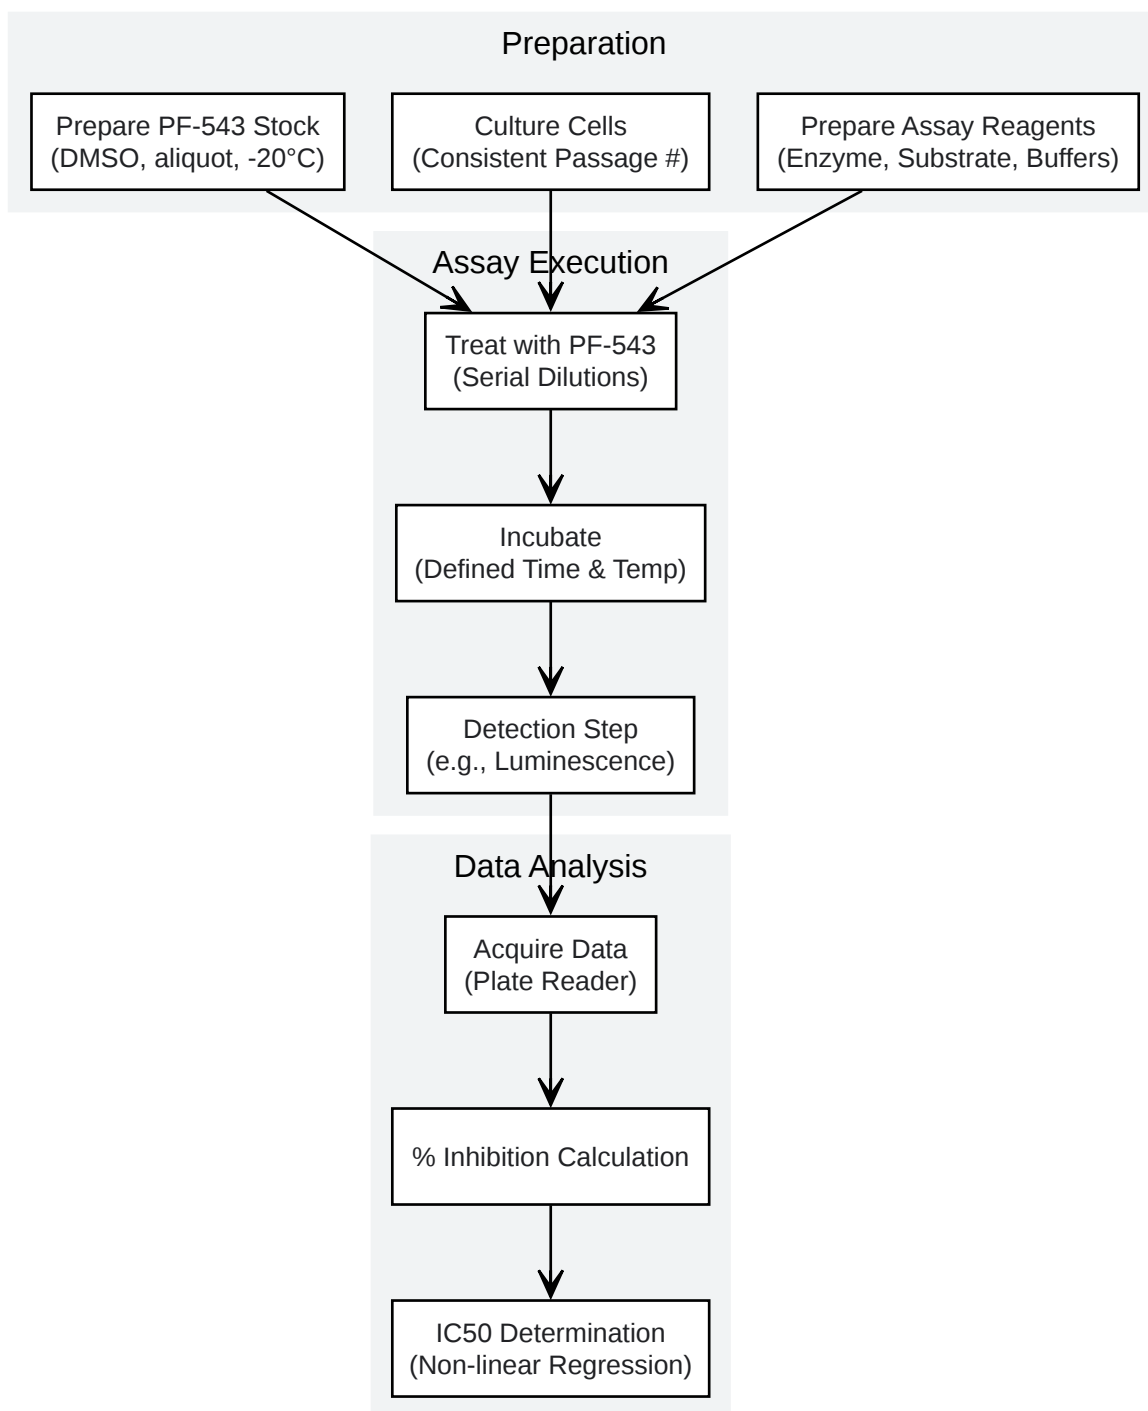 Preparation
Prepare PF-543 Stock
(DMSO, aliquot, -20°C)
Culture Cells
(Consistent Passage #)
Prepare Assay Reagents
(Enzyme, Substrate, Buffers)
Assay Execution
Treat with PF-543
(Serial Dilutions)
Incubate
(Defined Time & Temp)
Detection Step
(e.g., Luminescence)
Data Analysis
Acquire Data
(Plate Reader)
% Inhibition Calculation
IC50 Determination
(Non-linear Regression)